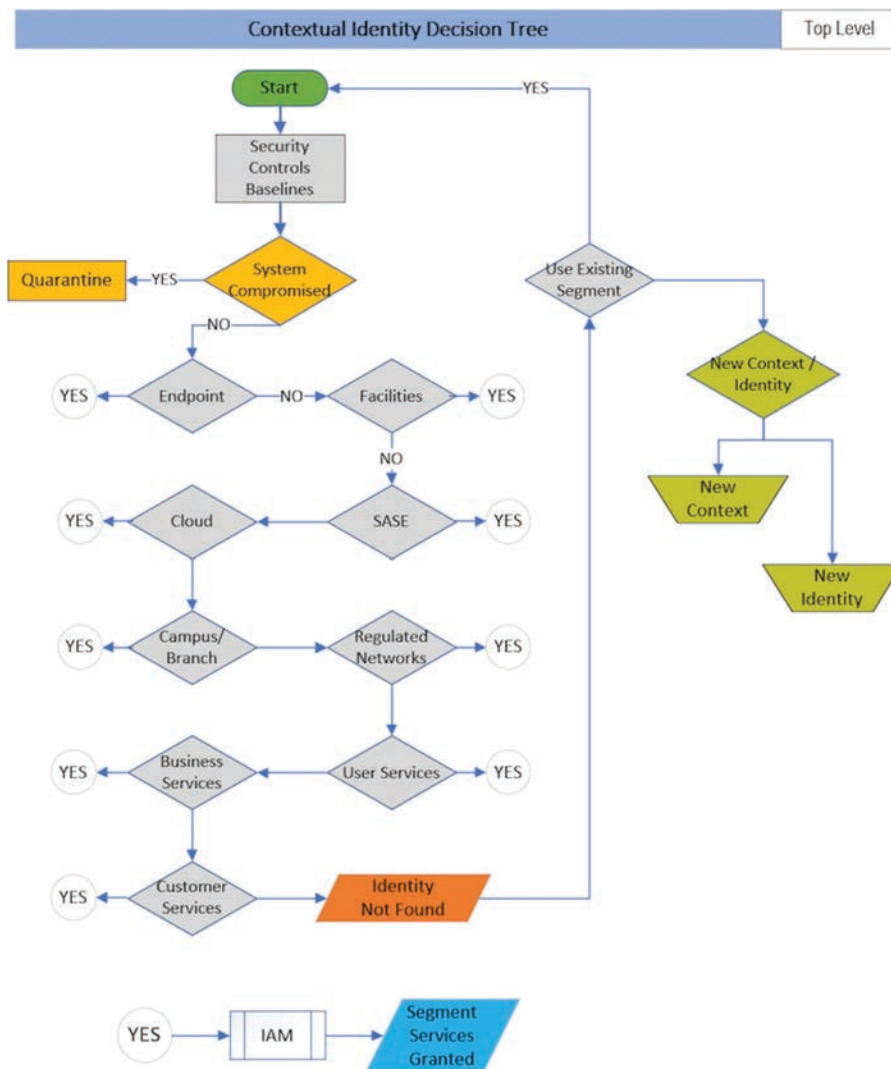 Contextual Identity Decision Tree
Top Level
Start
YES
Security
Controls
Baselines
Quarantine
YES
System
Compromised
Use Existing
Segment
NO
New Context /
Identity
YES
Endpoint
NO
Facilities
YES
NO
New
Context
YES
Cloud
SASE
YES
New
Identity
YES
Campus/
Branch
Regulated
Networks
YES
YES
Business
Services
User Services
YES
YES
Customer
Services
Identity
Not Found
YES
IAM
Segment
Services
Granted